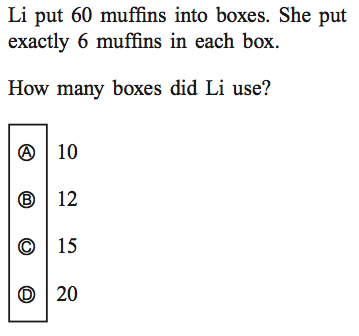 Li put 60 muffins into boxes. She put
exactly 6 muffins in each box.
How many boxes did Li use?
Ⓐ 10
Ⓑ 12
Ⓒ 15
Ⓓ 20